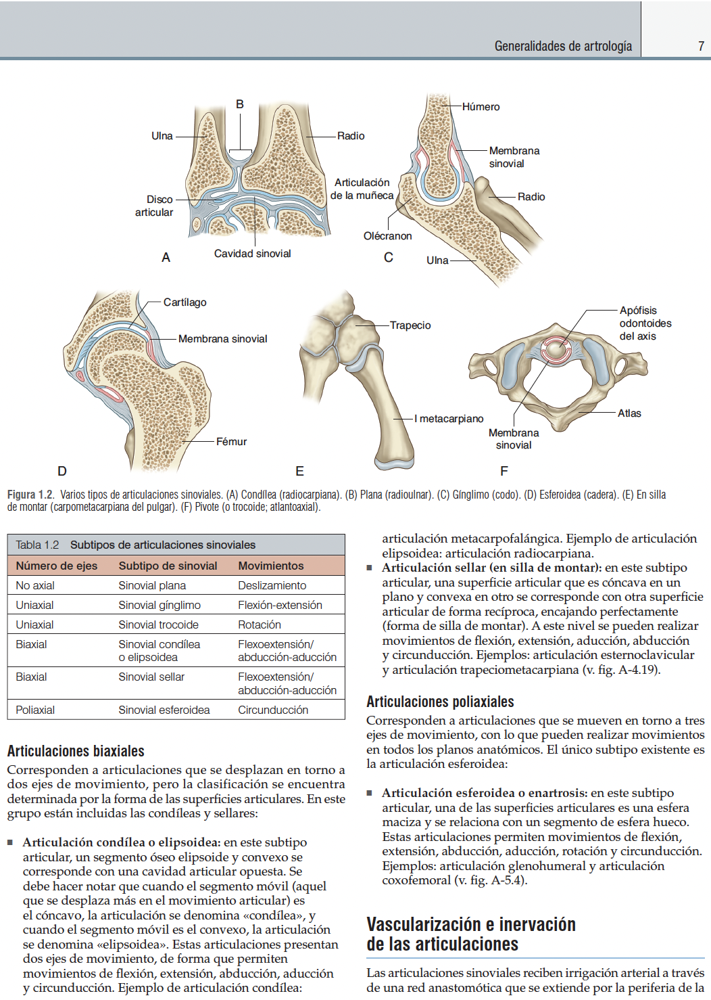 Generalidades de artrología 7
B
Ulna
Radio
Disco
articular
Articulación
de la muñeca
Cavidad sinovial
A
Húmero
Membrana
sinovial
Radio
Olécranon
Ulna
C
Cartílago
Membrana sinovial
Fémur
D
Trapecio
I metacarpiano
E
Apófisis
odontoides
del axis
Atlas
Membrana
sinovial
F
Figura 1.2. Varios tipos de articulaciones sinoviales. (A) Condílea (radiocarpiana). (B) Plana (radioulnar). (C) Gínglimo (codo). (D) Esferoidea (cadera). (E) En silla
de montar (carpometacarpiana del pulgar). (F) Pivote (o trocoide; atlantoaxial).
Tabla 1.2 Subtipos de articulaciones sinoviales
Número de ejes Subtipo de sinovial Movimientos
No axial Sinovial plana Deslizamiento
Uniaxial Sinovial gínglimo Flexión-extensión
Uniaxial Sinovial trocoide Rotación
Biaxial Sinovial condílea Flexoextensión/
o elipsoidea abducción-aducción
Biaxial Sinovial sellar Flexoextensión/
abducción-aducción
Poliaxial Sinovial esferoidea Circunducción
Articulaciones biaxiales
Corresponden a articulaciones que se desplazan en torno a
dos ejes de movimiento, pero la clasificación se encuentra
determinada por la forma de las superficies articulares. En este
grupo están incluidas las condíleas y sellares:
■ Articulación condílea o elipsoidea: en este subtipo
articular, un segmento óseo elipsoide y convexo se
corresponde con una cavidad articular opuesta. Se
debe hacer notar que cuando el segmento móvil (aquel
que se desplaza más en el movimiento articular) es
el cóncavo, la articulación se denomina «condílea», y
cuando el segmento móvil es el convexo, la articulación
se denomina «elipsoidea». Estas articulaciones presentan
dos ejes de movimiento, de forma que permiten
movimientos de flexión, extensión, abducción, aducción
y circunducción. Ejemplo de articulación condílea:
articulación metacarpofalángica. Ejemplo de articulación
elipsoidea: articulación radiocarpiana.
■ Articulación sellar (en silla de montar): en este subtipo
articular, una superficie articular que es cóncava en un
plano y convexa en otro se corresponde con otra superficie
articular de forma recíproca, encajando perfectamente
(forma de silla de montar). A este nivel se pueden realizar
movimientos de flexión, extensión, aducción, abducción
y circunducción. Ejemplos: articulación esternoclavicular
y articulación trapeciometacarpiana (v. fig. A-4.19).
Articulaciones poliaxiales
Corresponden a articulaciones que se mueven en torno a tres
ejes de movimiento, con lo que pueden realizar movimientos
en todos los planos anatómicos. El único subtipo existente es
la articulación esferoidea:
■ Articulación esferoidea o enartrosis: en este subtipo
articular, una de las superficies articulares es una esfera
maciza y se relaciona con un segmento de esfera hueco.
Estas articulaciones permiten movimientos de flexión,
extensión, abducción, aducción, rotación y circunducción.
Ejemplos: articulación glenohumeral y articulación
coxofemoral (v. fig. A-5.4).
Vascularización e inervación
de las articulaciones
Las articulaciones sinoviales reciben irrigación arterial a través
de una red anastomótica que se extiende por la periferia de la